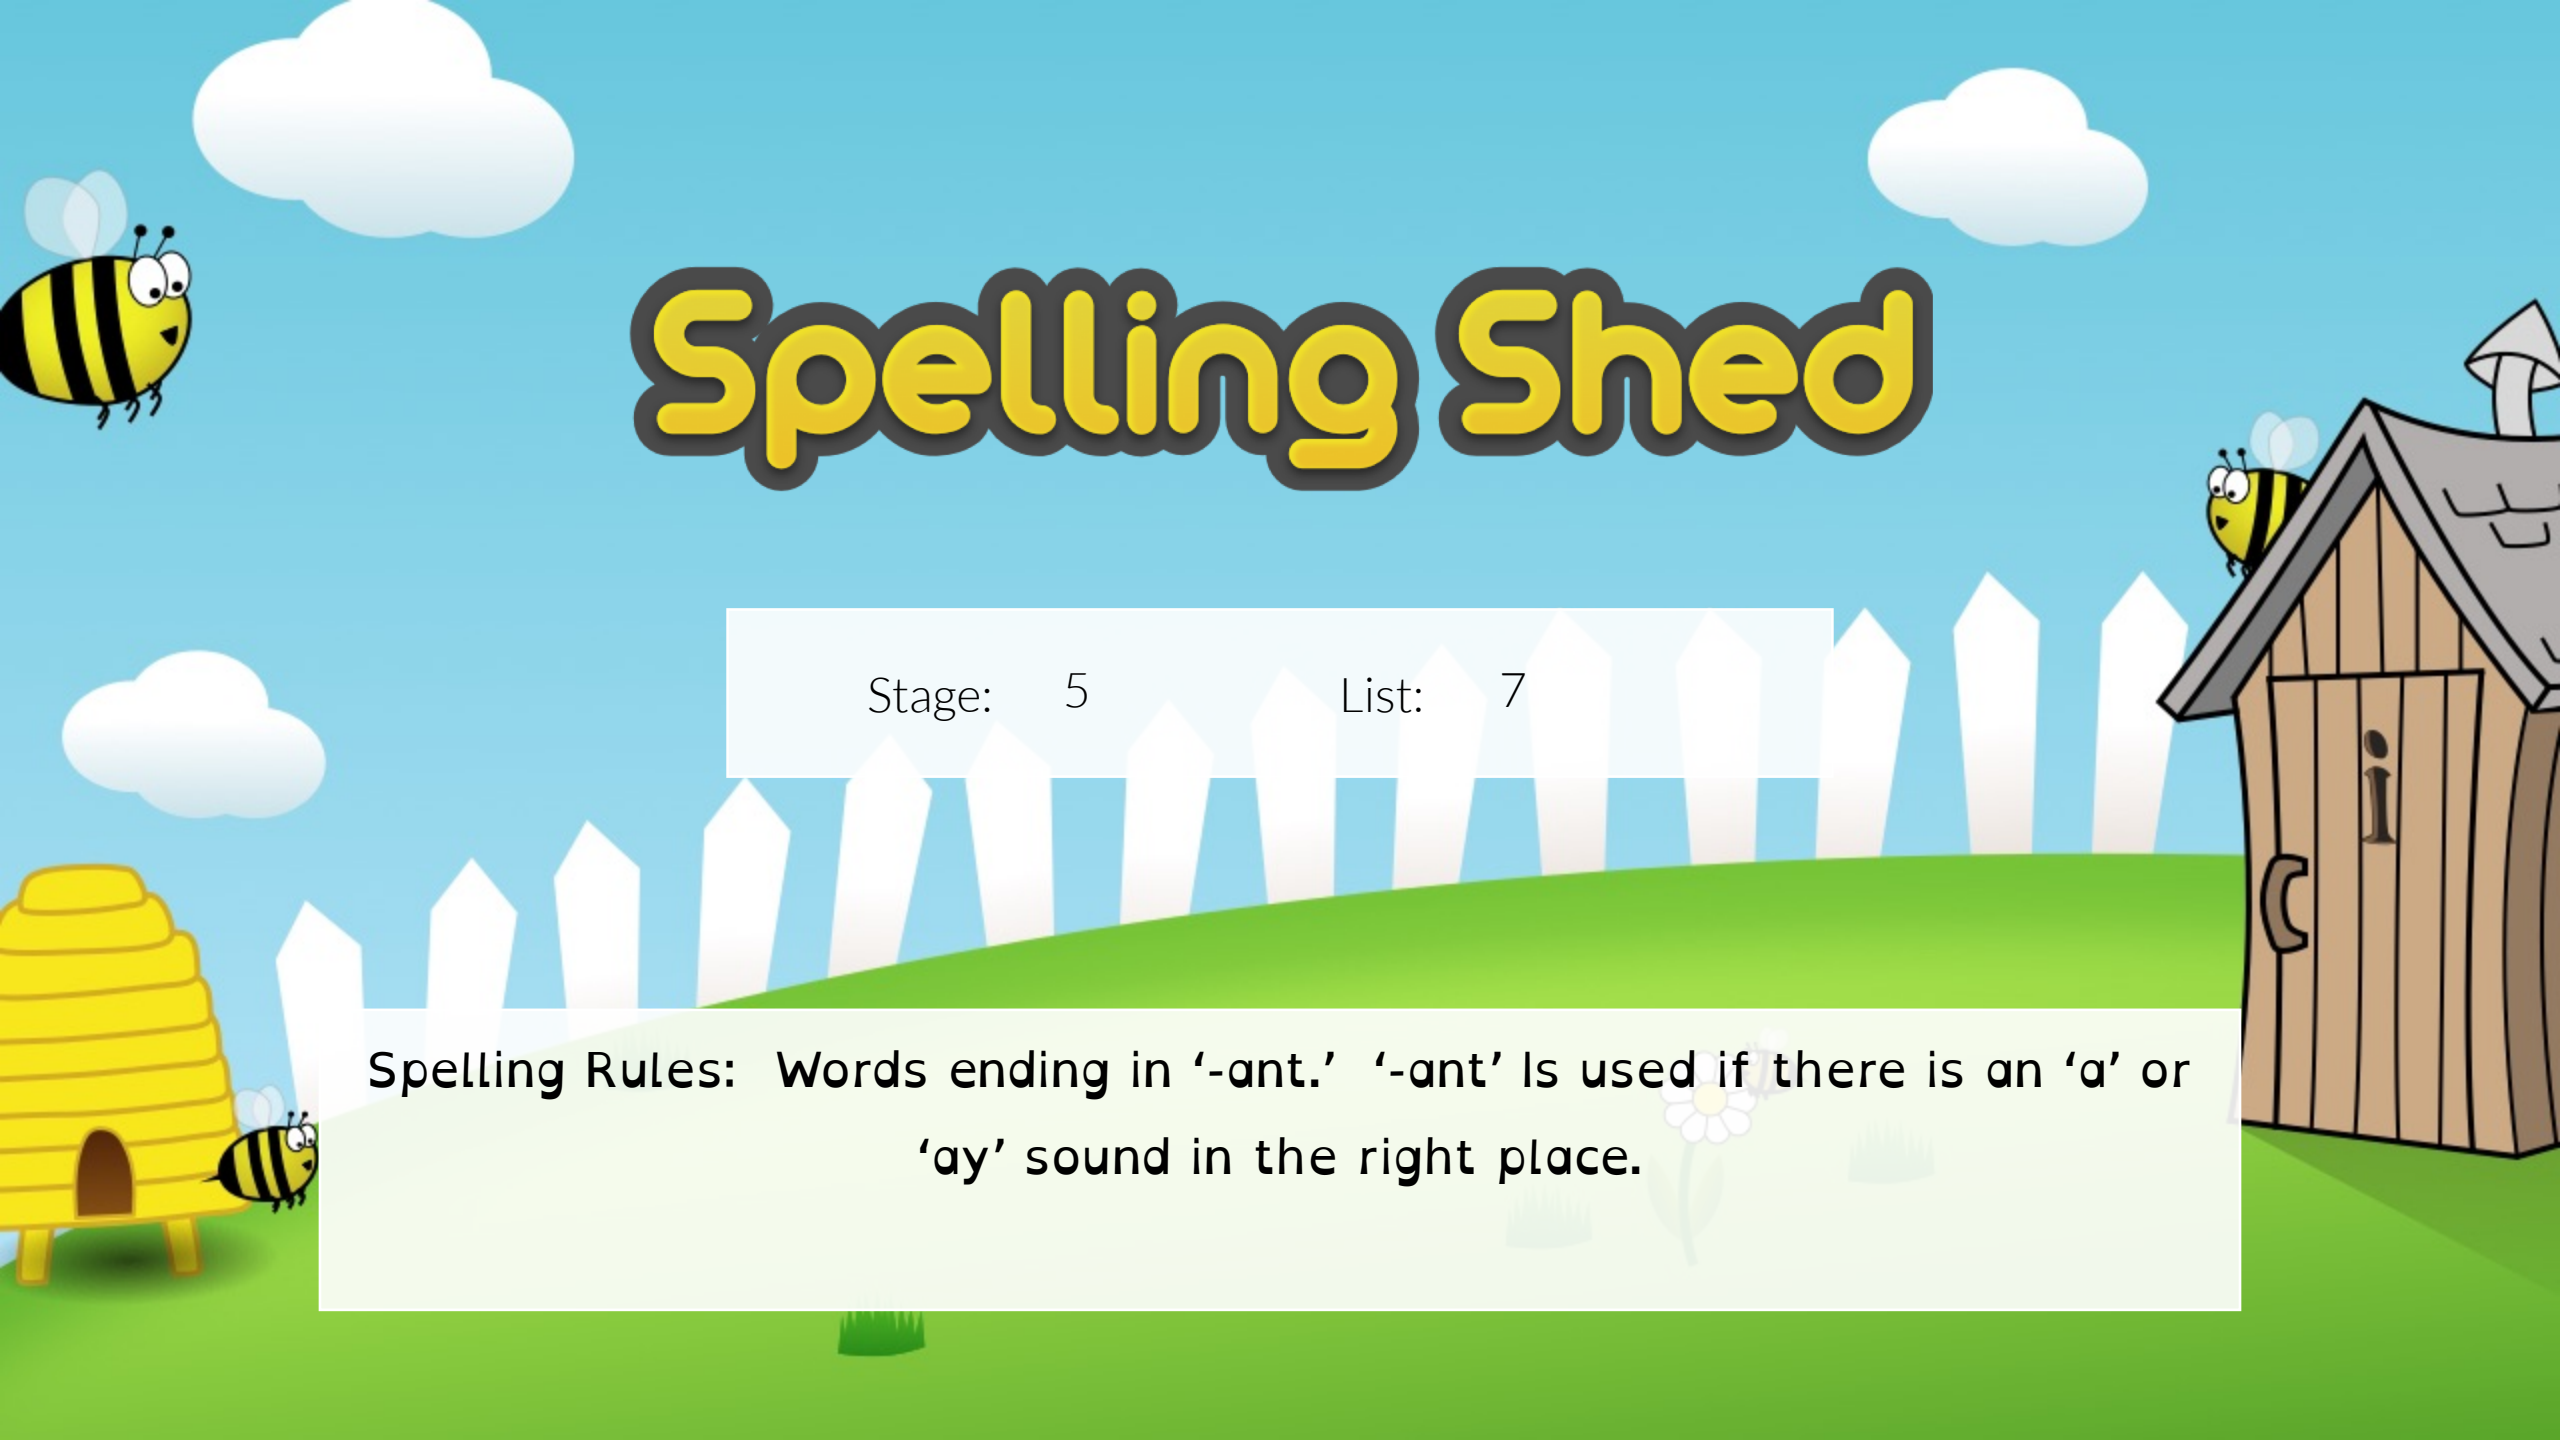 Spelling Shed
Stage: 5 List: 7
Spelling Rules: Words ending in ‘-ant.’ ‘-ant’ Is used if there is an ‘a’ or
‘ay’ sound in the right place.
i